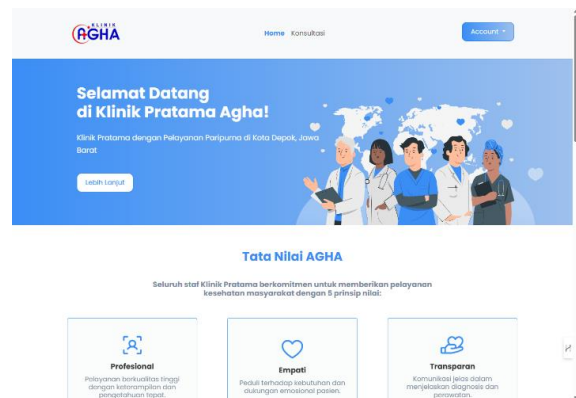 KLINIK
AGHA
Home Konsultasi
Account
Selamat Datang
di Klinik Pratama Agha!
Klinik Pratama dengan Pelayanan Paripurna di Kota Depok, Jawa
Barat
Lebih Lanjut
Tata Nilai AGHA
Seluruh staf Klinik Pratama berkomitmen untuk memberikan pelayanan
kesehatan masyarakat dengan 5 prinsip nilai:
Profesional
Pelayanan berkualitas tinggi
dengan keterampilan dan
pengetahuan tepat.
Empati
Peduli terhadap kebutuhan dan
dukungan emosional pasien.
Transparan
Komunikasi jelas dalam
menjelaskan diagnosis dan
perawatan.